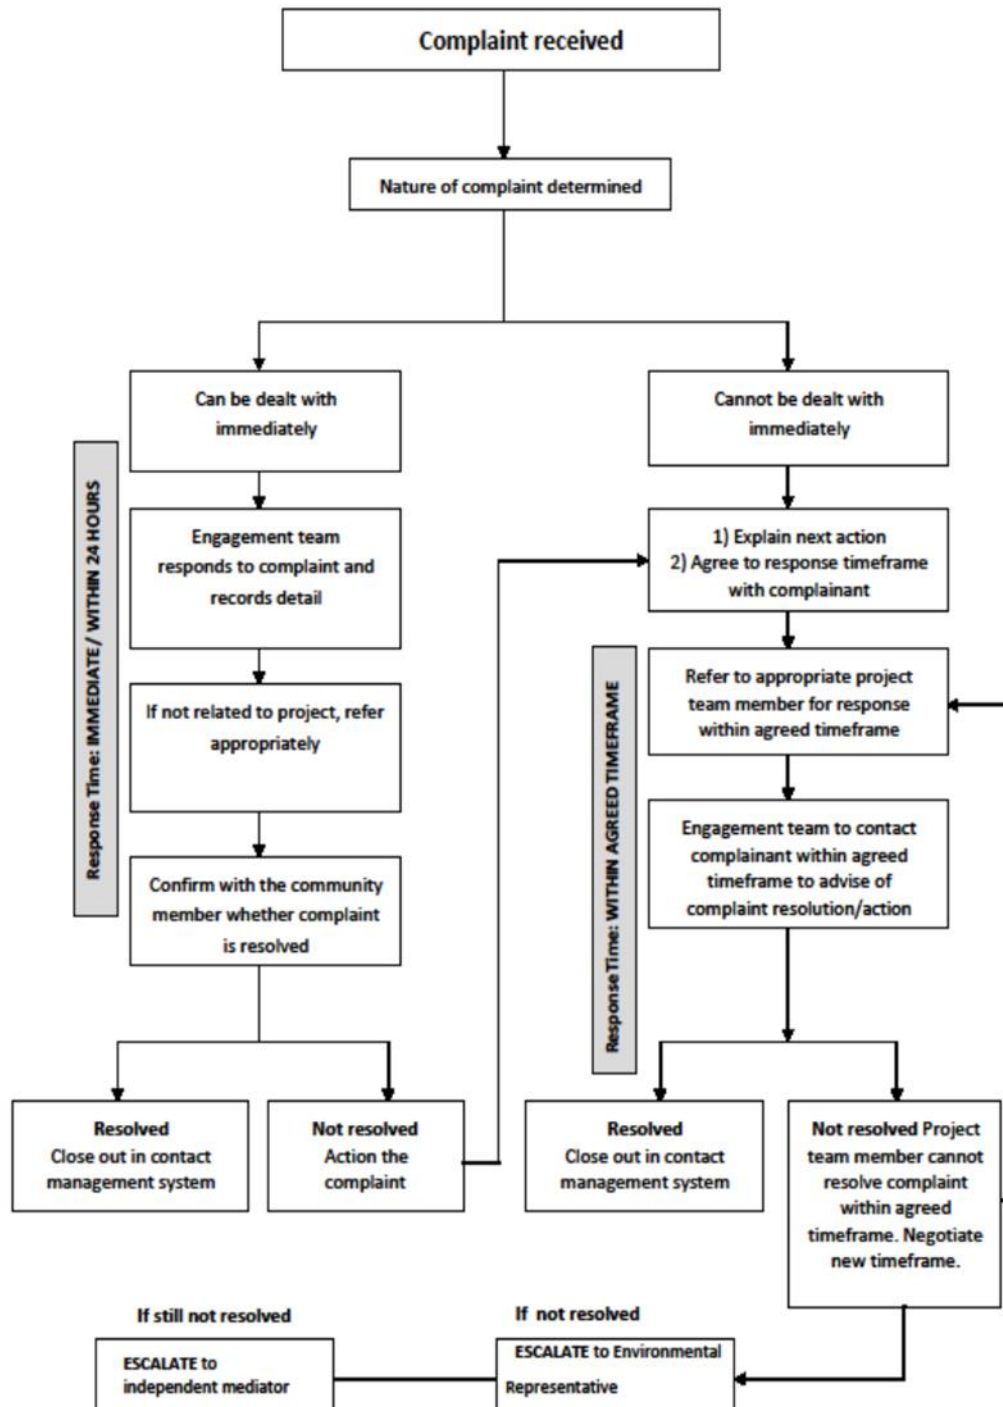 Complaint received
Nature of complaint determined
Can be dealt with
immediately
Cannot be dealt with
immediately
Response Time: IMMEDIATE/ WITHIN 24 HOURS
Engagement team
responds to complaint and
records detail
1) Explain next action
2) Agree to response timeframe
with complainant
If not related to project, refer
appropriately
Response Time: WITHIN AGREED TIMEFRAME
Refer to appropriate project
team member for response
within agreed timeframe
Confirm with the community
member whether complaint
is resolved
Engagement team to contact
complainant within agreed
timeframe to advise of
complaint resolution/action
Resolved
Close out in contact
management system
Not resolved
Action the
complaint
Resolved
Close out in contact
management system
Not resolved Project
team member cannot
resolve complaint
within agreed
timeframe. Negotiate
new timeframe.
If still not resolved
ESCALATE to
independent mediator
If not resolved
ESCALATE to Environmental
Representative